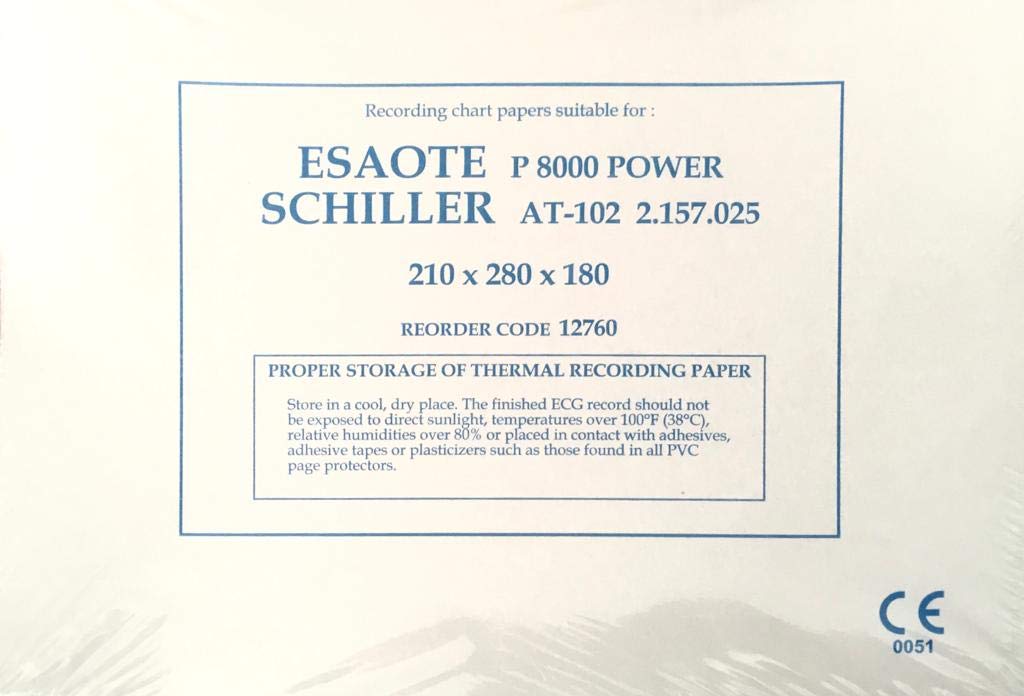 Recording chart papers suitable for :
ESAOTE P 8000 POWER
SCHILLER AT-102 2.157.025
210 x 280 x 180
REORDER CODE 12760
PROPER STORAGE OF THERMAL RECORDING PAPER
Store in a cool, dry place. The finished ECG record should not
be exposed to direct sunlight, temperatures over 100°F (38°C),
relative humidities over 80% or placed in contact with adhesives,
adhesive tapes or plasticizers such as those found in all PVC
page protectors.
CE
0051